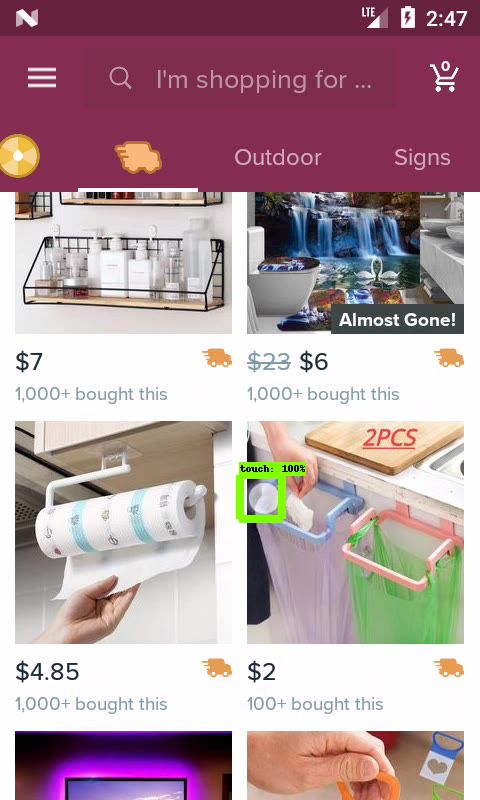 LTE
2:47
I'm shopping for ...
0
Outdoor
Signs
Almost Gone!
$7
$23 $6
1,000+ bought this
1,000+ bought this
2PCS
touch: 100%
$4.85
$2
1,000+ bought this
100+ bought this